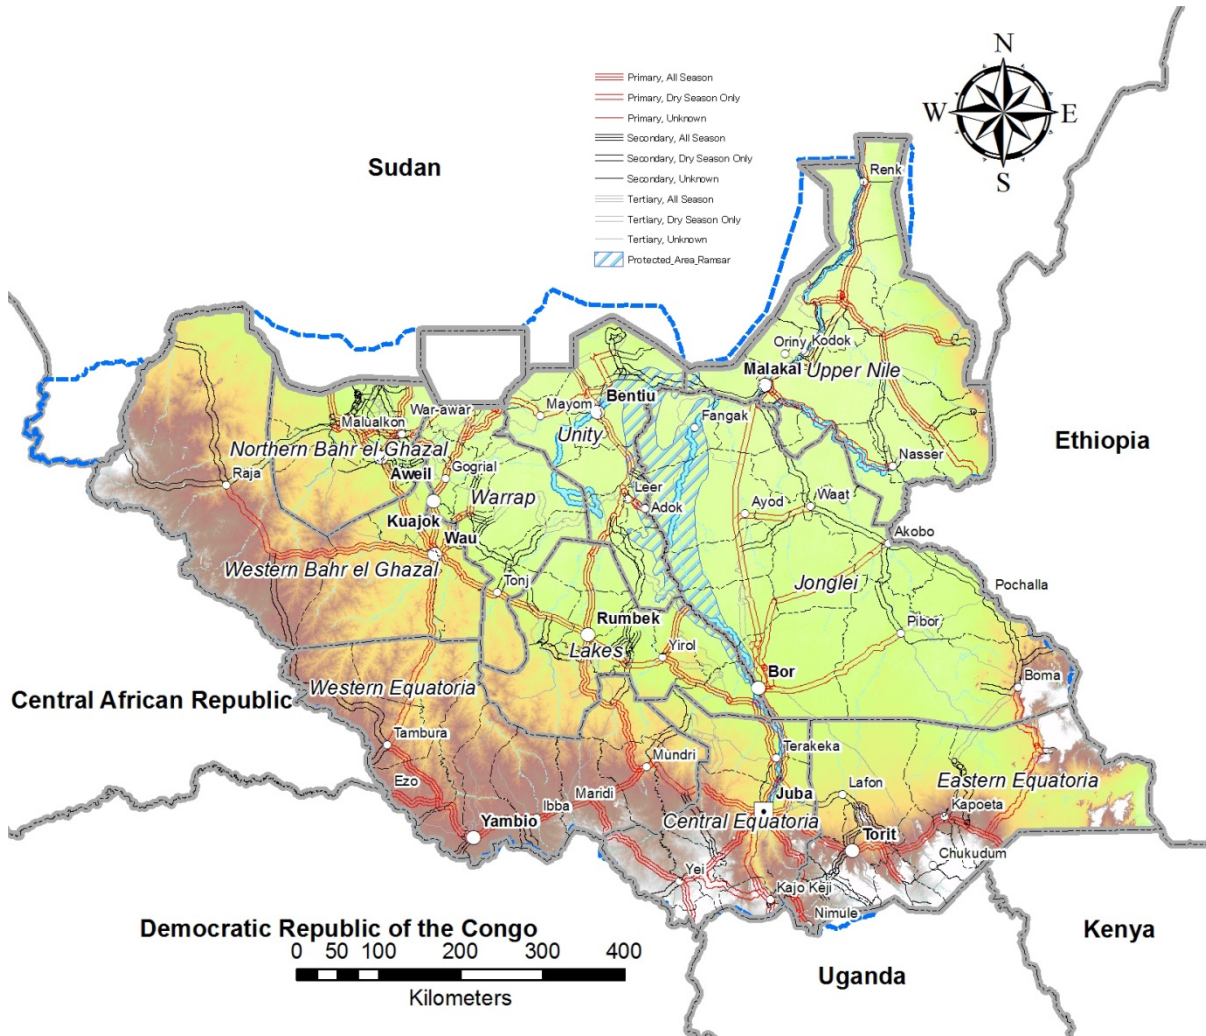 N
W
E
S
Primary, All Season
Primary, Dry Season Only
Primary, Unknown
Secondary, All Season
Secondary, Dry Season Only
Secondary, Unknown
Tertiary, All Season
Tertiary, Dry Season Only
Tertiary, Unknown
Protected_Area_Ramsar
Sudan
Renk
Oriny
Kodok
Malakal
Upper Nile
Bentiu
Mayom
War-awar
Malualkon
Unity
Fangak
Northern Bahr el Ghazal
Ethiopia
Nasser
Raja
Aweil
Gogrial
Warrap
Leer
Adok
Ayod
Waat
Kuajok
Wau
Akobo
Western Bahr el Ghazal
Tonj
Jonglei
Pochalla
Rumbek
Lakes
Yirol
Pibor
Bor
Boma
Western Equatoria
Central African Republic
Tambura
Mundri
Terakeka
Ezo
Ibba
Maridi
Juba
Lafon
Eastern Equatoria
Kapoeta
Yambio
Central Equatoria
Torit
Chukudum
Yei
Kajo Keji
Nimule
Democratic Republic of the Congo
Kenya
Uganda
0 50 100 200 300 400
Kilometers